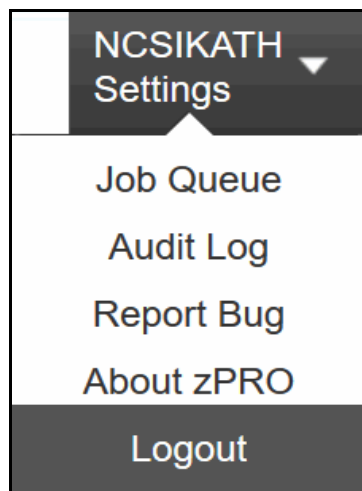 NCSIKATH
Settings
Job Queue
Audit Log
Report Bug
About zPRO
Logout